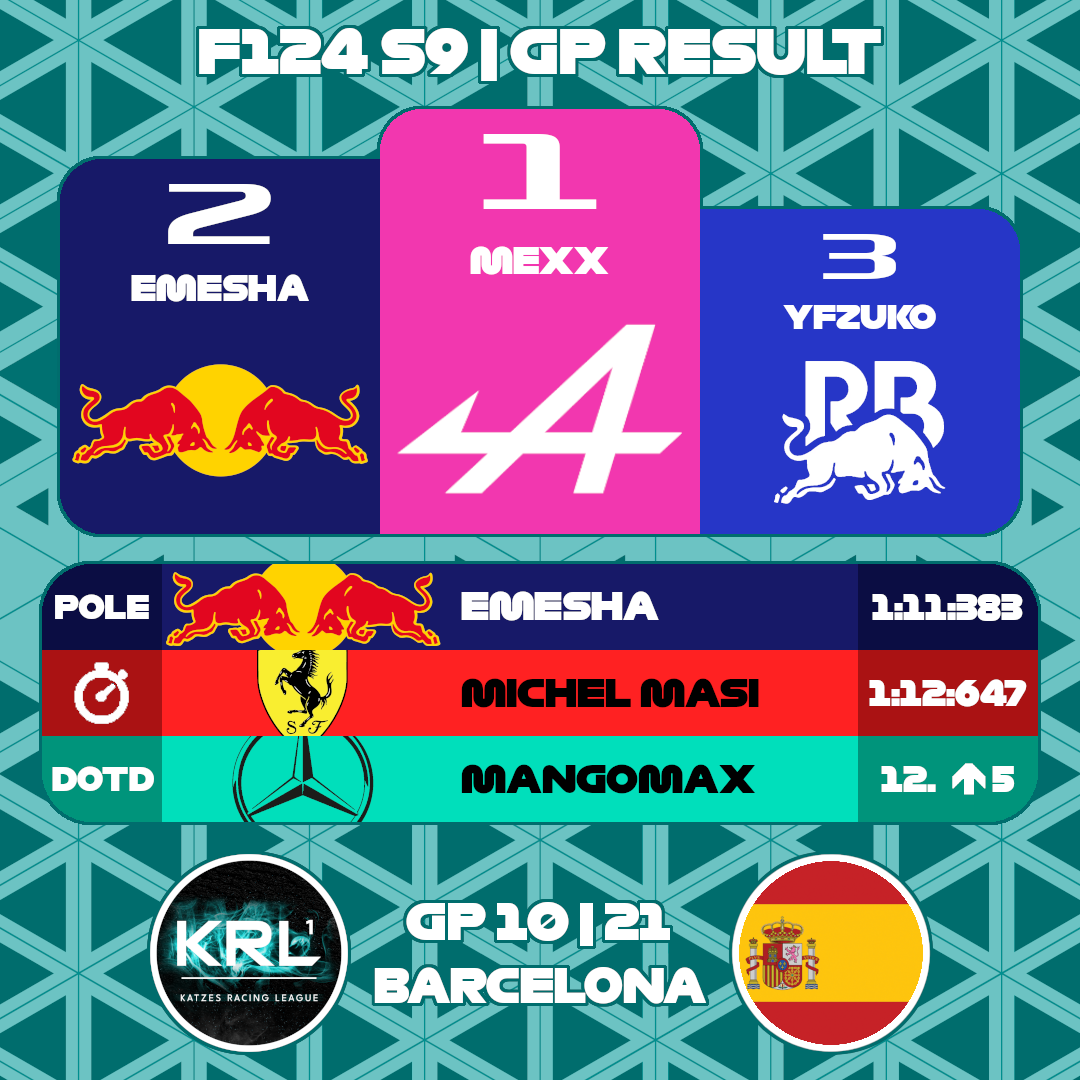 F124 S9 | GP RESULT
1
MEXX
2
EMESHA
3
YFZUKO
RB
POLE EMESHA 1:11:383
S F
MICHEL MASI 1:12:647
DOTD MANGOMAX 12. ↑5
KRL1
KATZES RACING LEAGUE
GP 10 | 21
BARCELONA